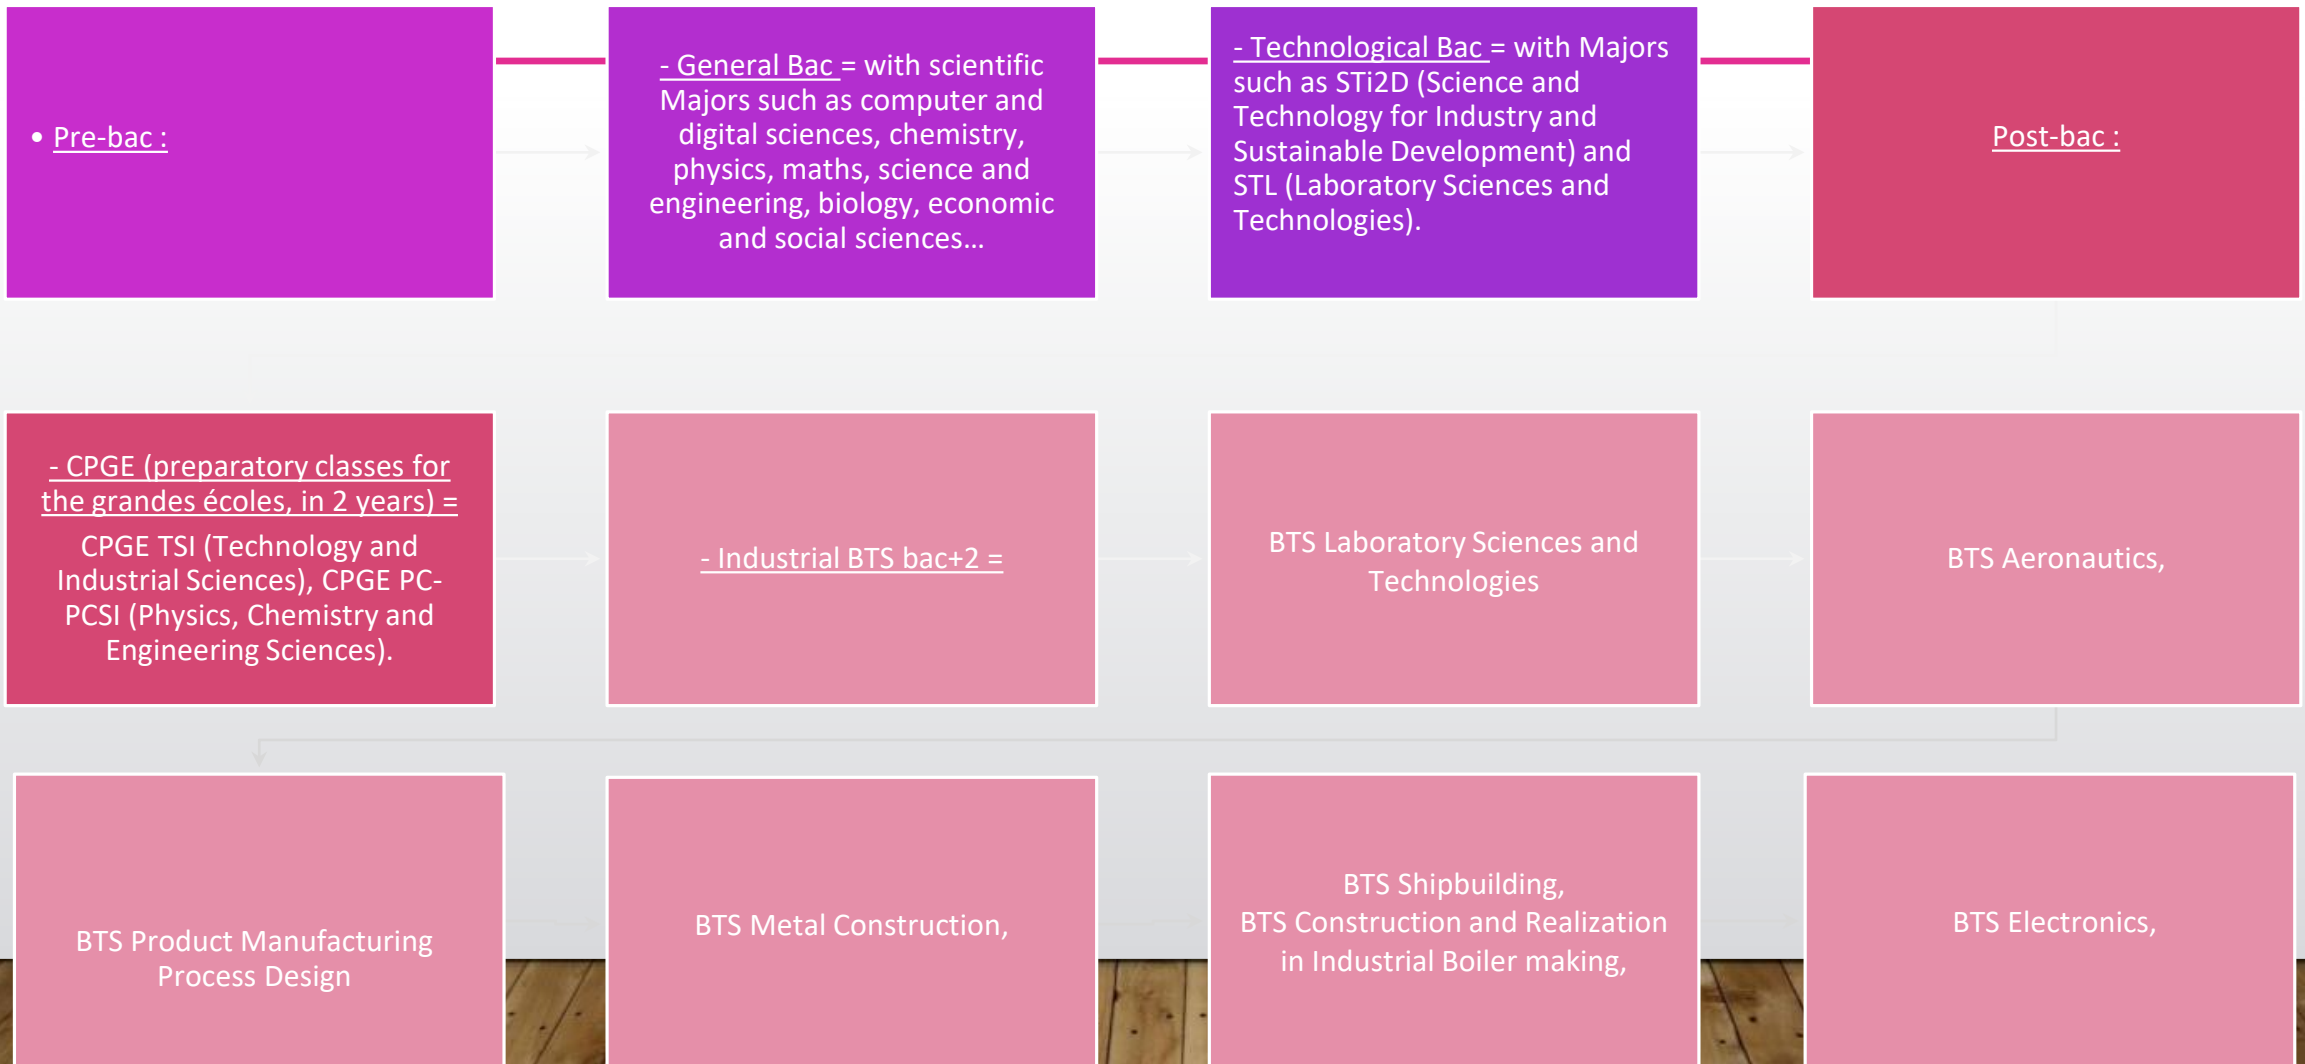 • Pre-bac :
- General Bac = with scientific
Majors such as computer and
digital sciences, chemistry,
physics, maths, science and
engineering, biology, economic
and social sciences…
- Technological Bac = with Majors
such as STi2D (Science and
Technology for Industry and
Sustainable Development) and
STL (Laboratory Sciences and
Technologies).
Post-bac :
- CPGE (preparatory classes for
the grandes écoles, in 2 years) =
CPGE TSI (Technology and
Industrial Sciences), CPGE PC-
PCSI (Physics, Chemistry and
Engineering Sciences).
- Industrial BTS bac+2 =
BTS Laboratory Sciences and
Technologies
BTS Aeronautics,
BTS Product Manufacturing
Process Design
BTS Metal Construction,
BTS Shipbuilding,
BTS Construction and Realization
in Industrial Boiler making,
BTS Electronics,